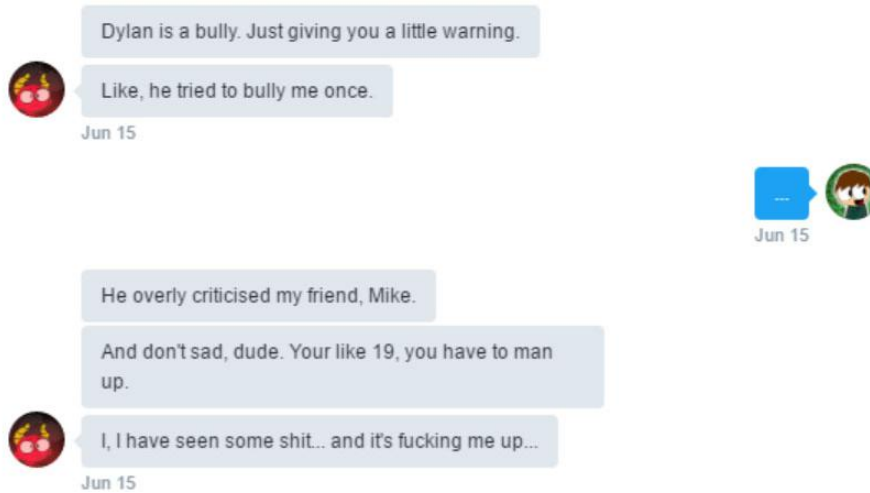 Dylan is a bully. Just giving you a little warning.
Like, he tried to bully me once.
Jun 15
...
Jun 15
He overly criticised my friend, Mike.
And don't sad, dude. Your like 19, you have to man
up.
I, I have seen some shit... and it's fucking me up...
Jun 15